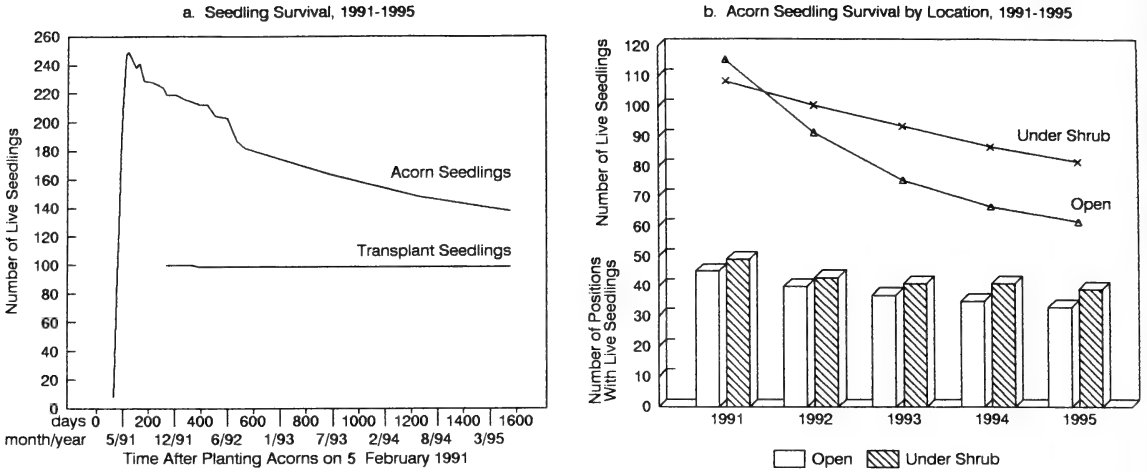 a. Seedling Survival, 1991-1995
Number of Live Seedlings
260
240
220
200
180
160
140
120
100
80
60
40
20
0
Acorn Seedlings
Transplant Seedlings
days 0 200 400 600 800 1000 1200 1400 1600
month/year 5/91 12/91 6/92 1/93 7/93 2/94 8/94 3/95
Time After Planting Acorns on 5 February 1991
b. Acorn Seedling Survival by Location, 1991-1995
Number of Live Seedlings
Number of Positions
With Live Seedlings
120
110
100
90
80
70
60
50
40
30
20
10
0
Under Shrub
Open
1991 1992 1993 1994 1995
Open Under Shrub